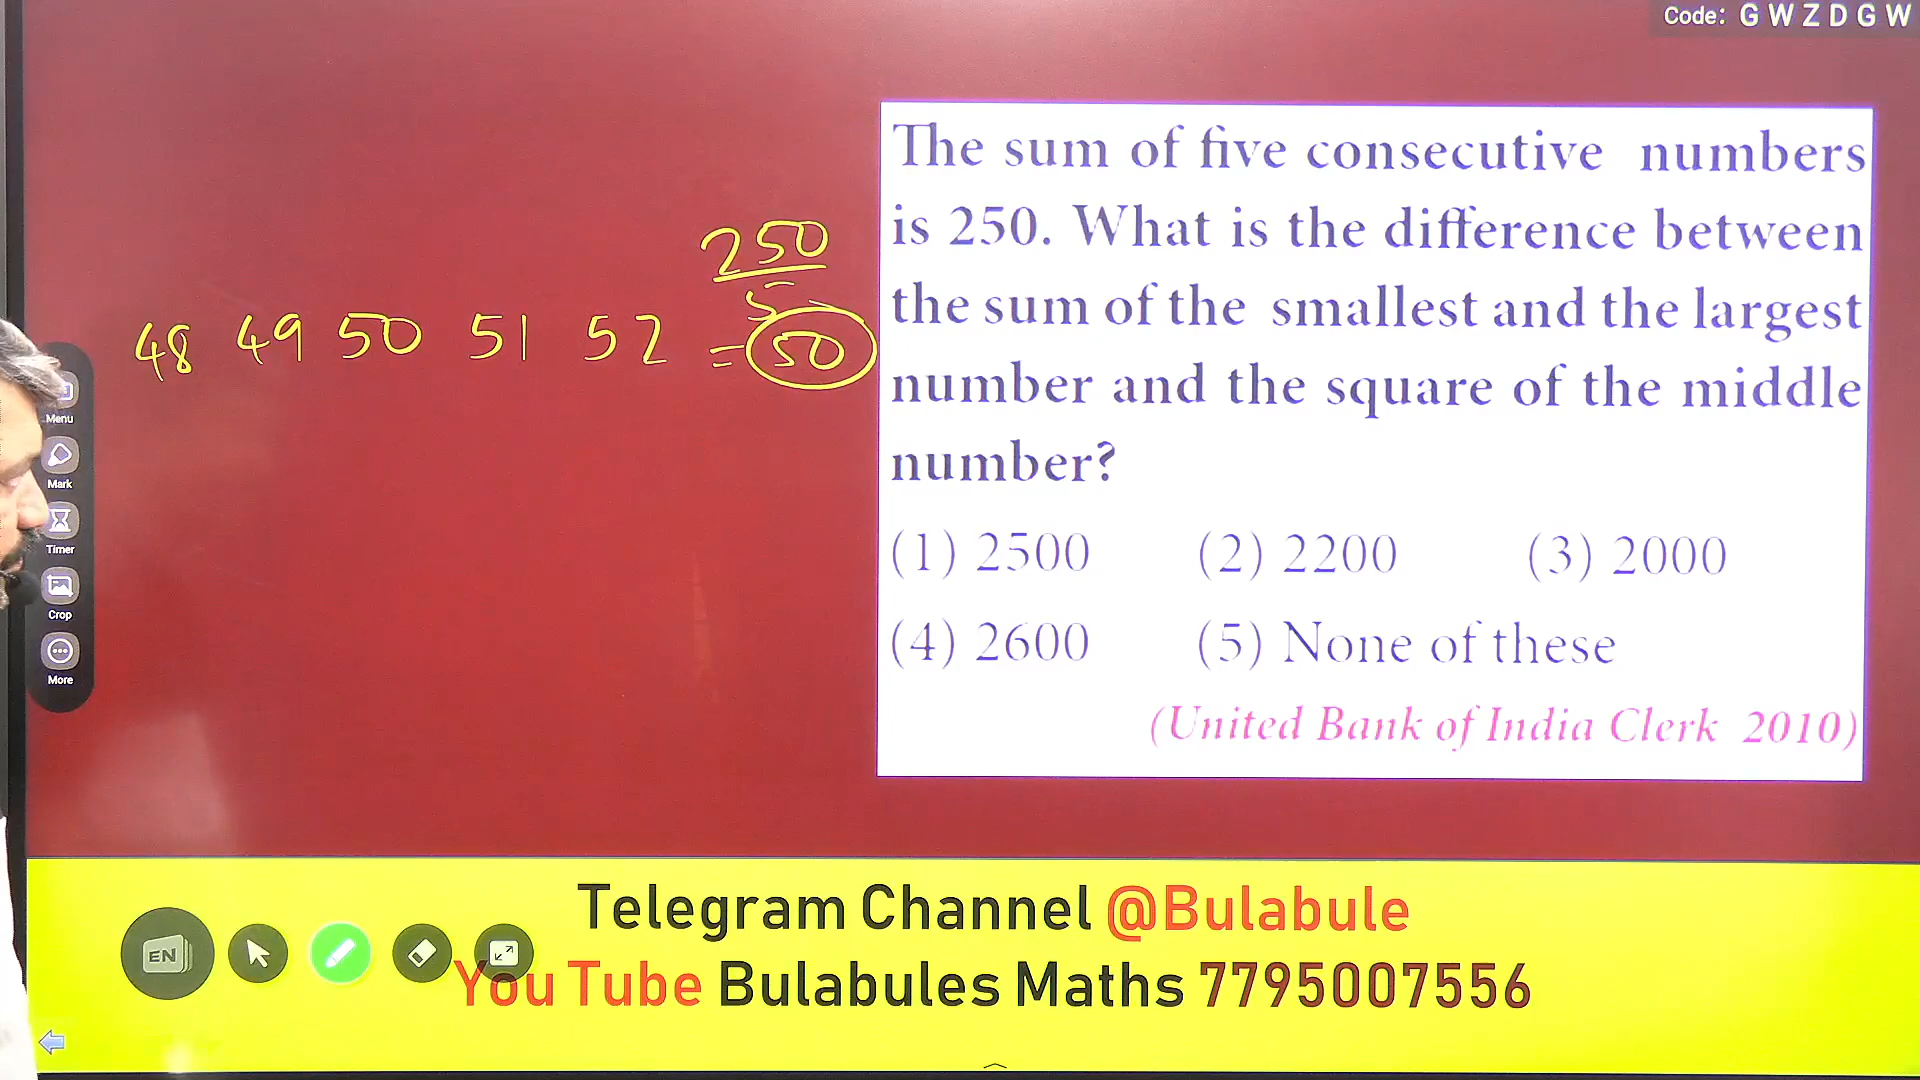 Code: G W Z D G W
The sum of five consecutive numbers
is 250. What is the difference between
the sum of the smallest and the largest
number and the square of the middle
number?
(1) 2500 (2) 2200 (3) 2000
(4) 2600 (5) None of these
(United Bank of India Clerk 2010)
250
5
48 49 50 51 52 = 50
Menu
Mark
Timer
Crop
More
EN
Telegram Channel @Bulabule
You Tube Bulabules Maths 7795007556